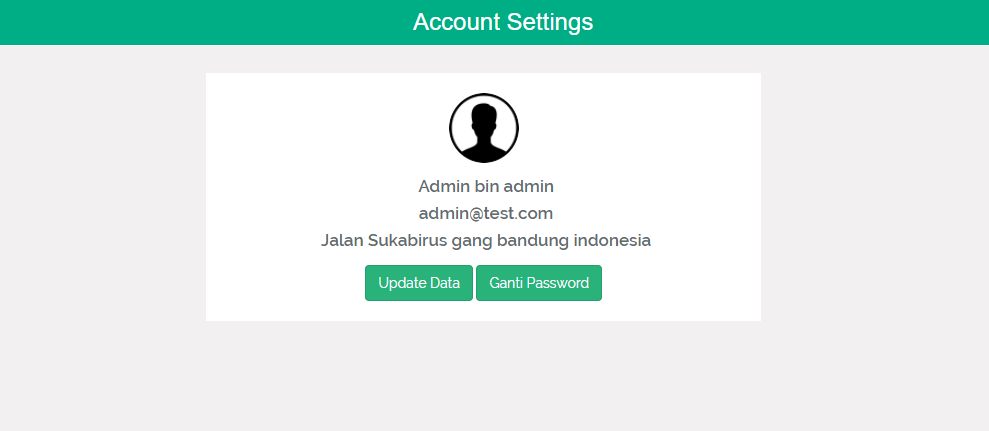 Account Settings
Admin bin admin
admin@test.com
Jalan Sukabirus gang bandung indonesia
Update Data Ganti Password